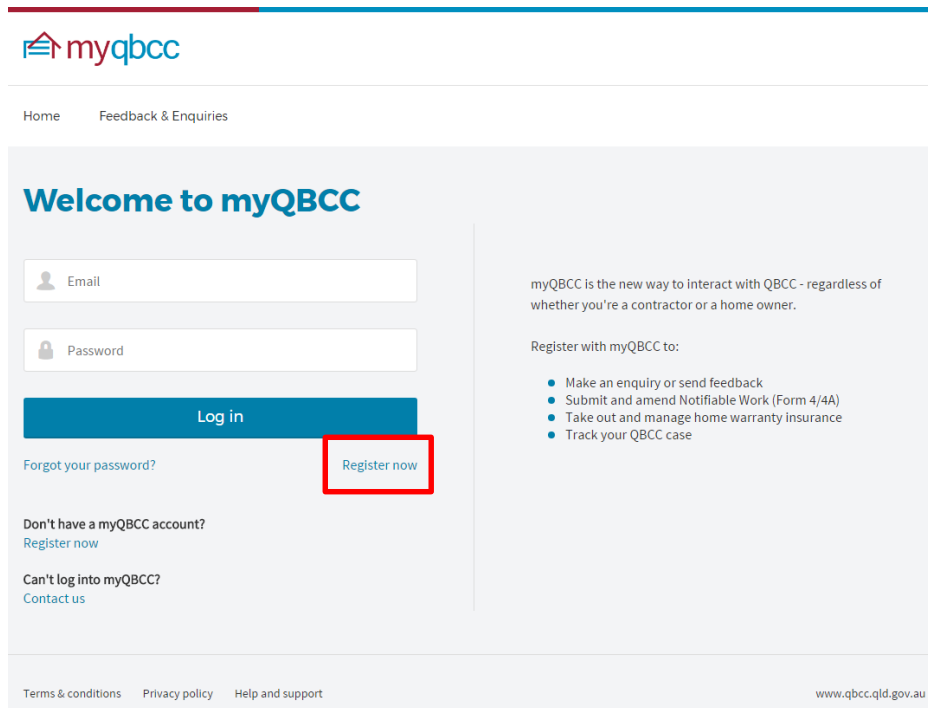 myqbcc
Home Feedback & Enquiries
Welcome to myQBCC
Email
Password
Log in
Forgot your password? Register now
Don't have a myQBCC account?
Register now
Can't log into myQBCC?
Contact us
myQBCC is the new way to interact with QBCC - regardless of
whether you're a contractor or a home owner.
Register with myQBCC to:
Make an enquiry or send feedback
Submit and amend Notifiable Work (Form 4/4A)
Take out and manage home warranty insurance
Track your QBCC case
Terms & conditions Privacy policy Help and support www.qbcc.qld.gov.au